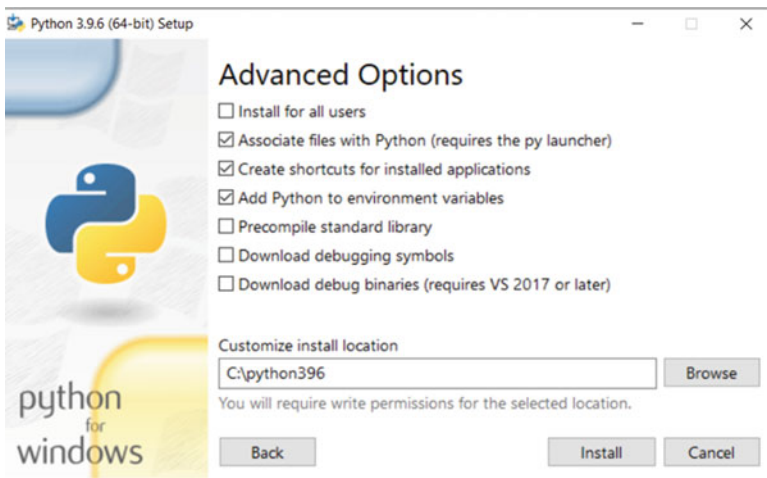 Python 3.9.6 (64-bit) Setup
Advanced Options
Install for all users
Associate files with Python (requires the py launcher)
Create shortcuts for installed applications
Add Python to environment variables
Precompile standard library
Download debugging symbols
Download debug binaries (requires VS 2017 or later)
Customize install location
C:\python396
Browse
You will require write permissions for the selected location.
python
for
windows
Back
Install
Cancel